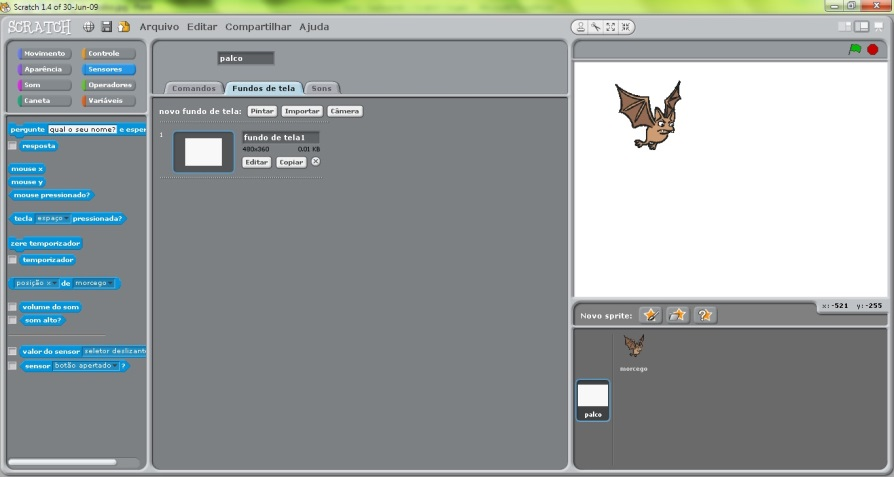 Scratch 1.4 of 30-Jun-09
SCRATCH Arquivo Editar Compartilhar Ajuda
Movimento Controle
Aparência Sensores
Som Operadores
Caneta Variáveis
pergunte qual o seu nome? e esper
resposta
mouse x
mouse y
mouse pressionado?
tecla espaço pressionada?
zere temporizador
temporizador
posição x de morcego
volume do som
som alto?
valor do sensor seletor deslizante
sensor botão apertado ?
palco
Comandos Fundos de tela Sons
novo fundo de tela: Pintar Importar Câmera
1
fundo de tela1
480x360 0.01 KB
Editar Copiar
x: -521 y: -255
Novo sprite:
morcego
palco